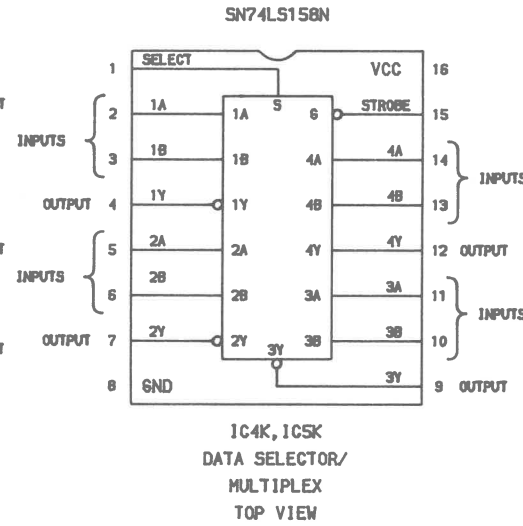 SN74LS158N
1 SELECT VCC 16
S
2 1A 1A G STROBE 15
INPUTS
3 1B 1B 4A 4A 14
INPUTS
OUTPUT 4 1Y 1Y 4B 4B 13
5 2A 2A 4Y 4Y 12 OUTPUT
INPUTS
6 2B 2B 3A 3A 11
INPUTS
OUTPUT 7 2Y 2Y 3B 3B 10
3Y
8 GND 3Y 9 OUTPUT
IC4K, IC5K
DATA SELECTOR/
MULTIPLEX
TOP VIEW